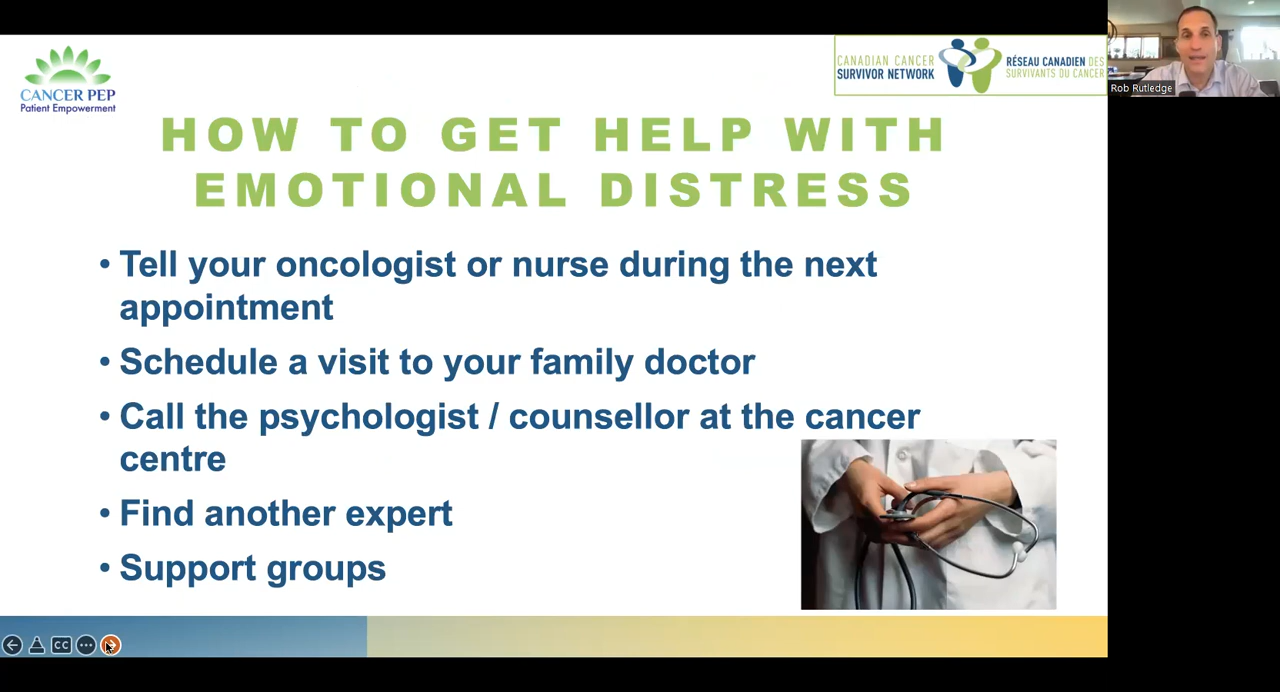 CANCER PEP
Patient Empowerment
CANADIAN CANCER
SURVIVOR NETWORK
RÉSEAU CANADIEN DES
SURVIVANTS DU CANCER
Rob Rutledge
HOW TO GET HELP WITH
EMOTIONAL DISTRESS
• Tell your oncologist or nurse during the next
appointment
• Schedule a visit to your family doctor
• Call the psychologist / counsellor at the cancer
centre
• Find another expert
• Support groups
CC